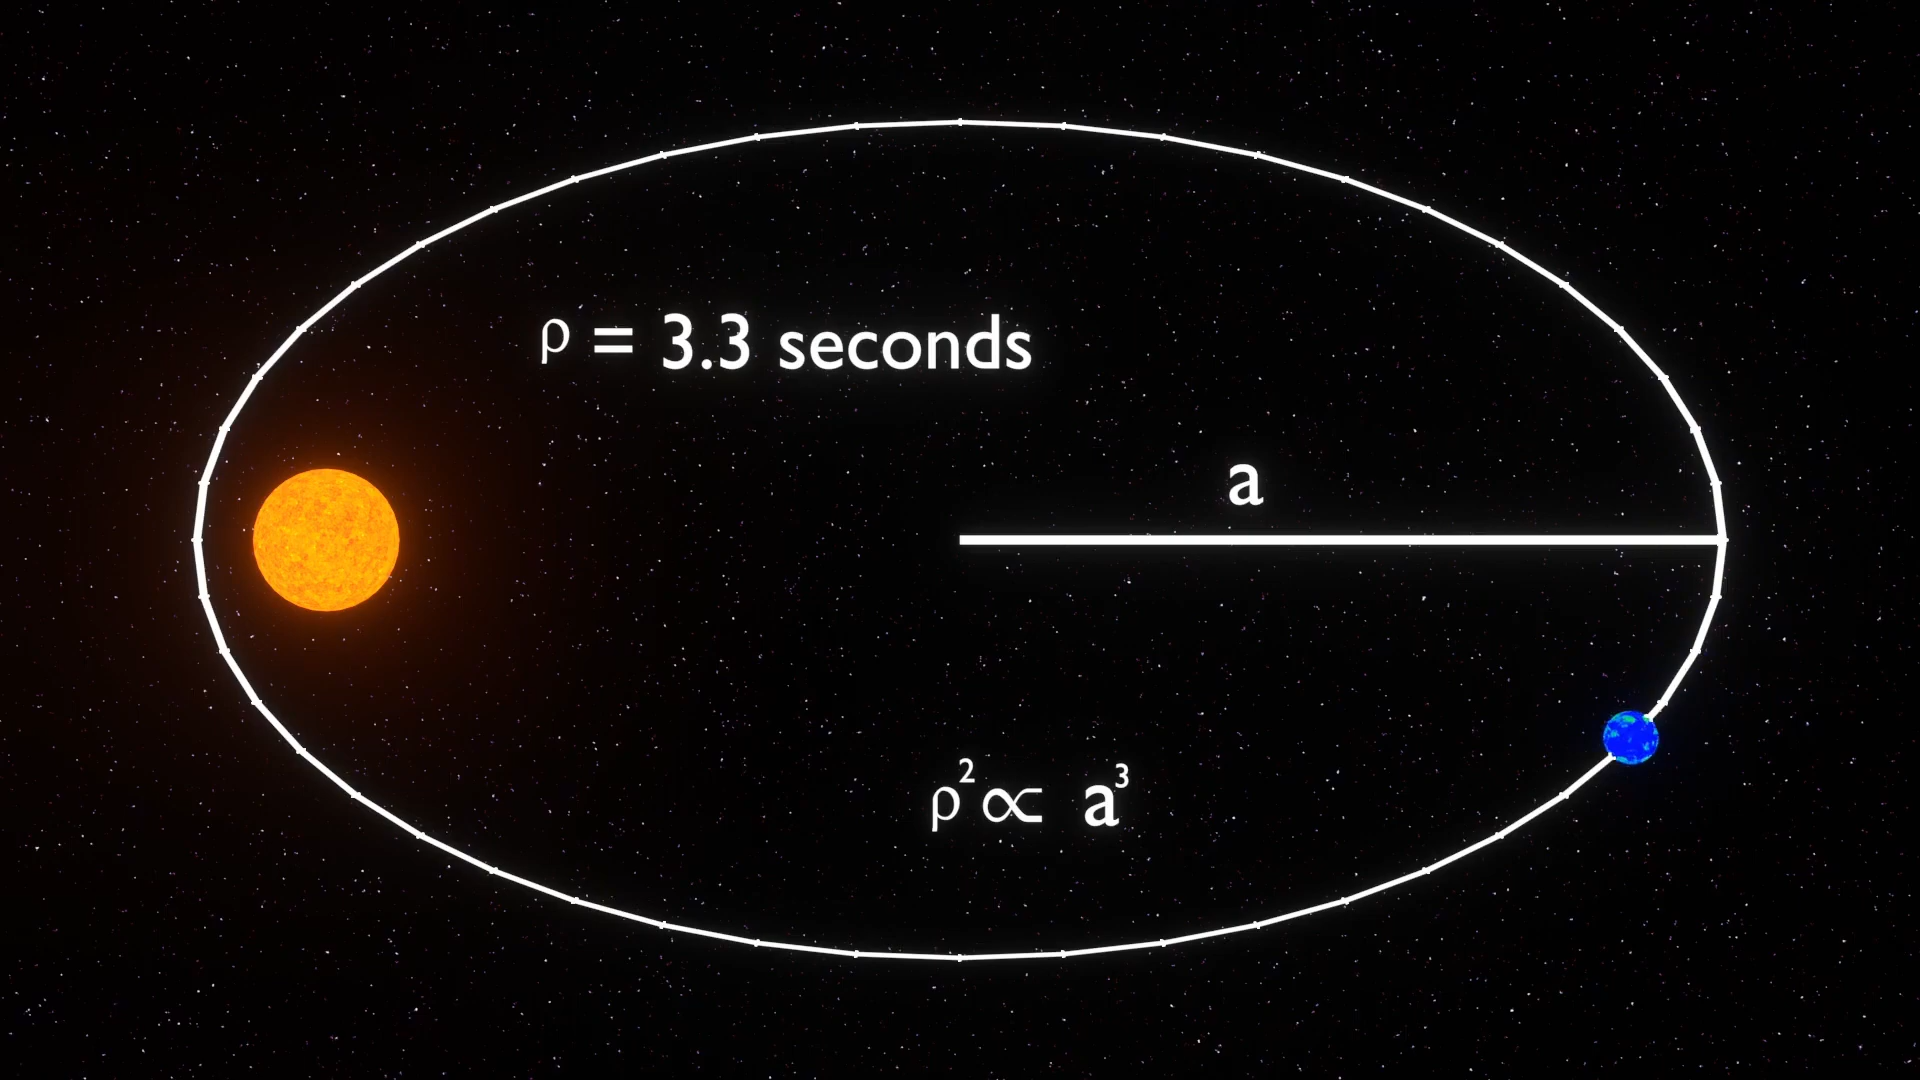 ρ = 3.3 seconds
a
ρ² ∝ a³